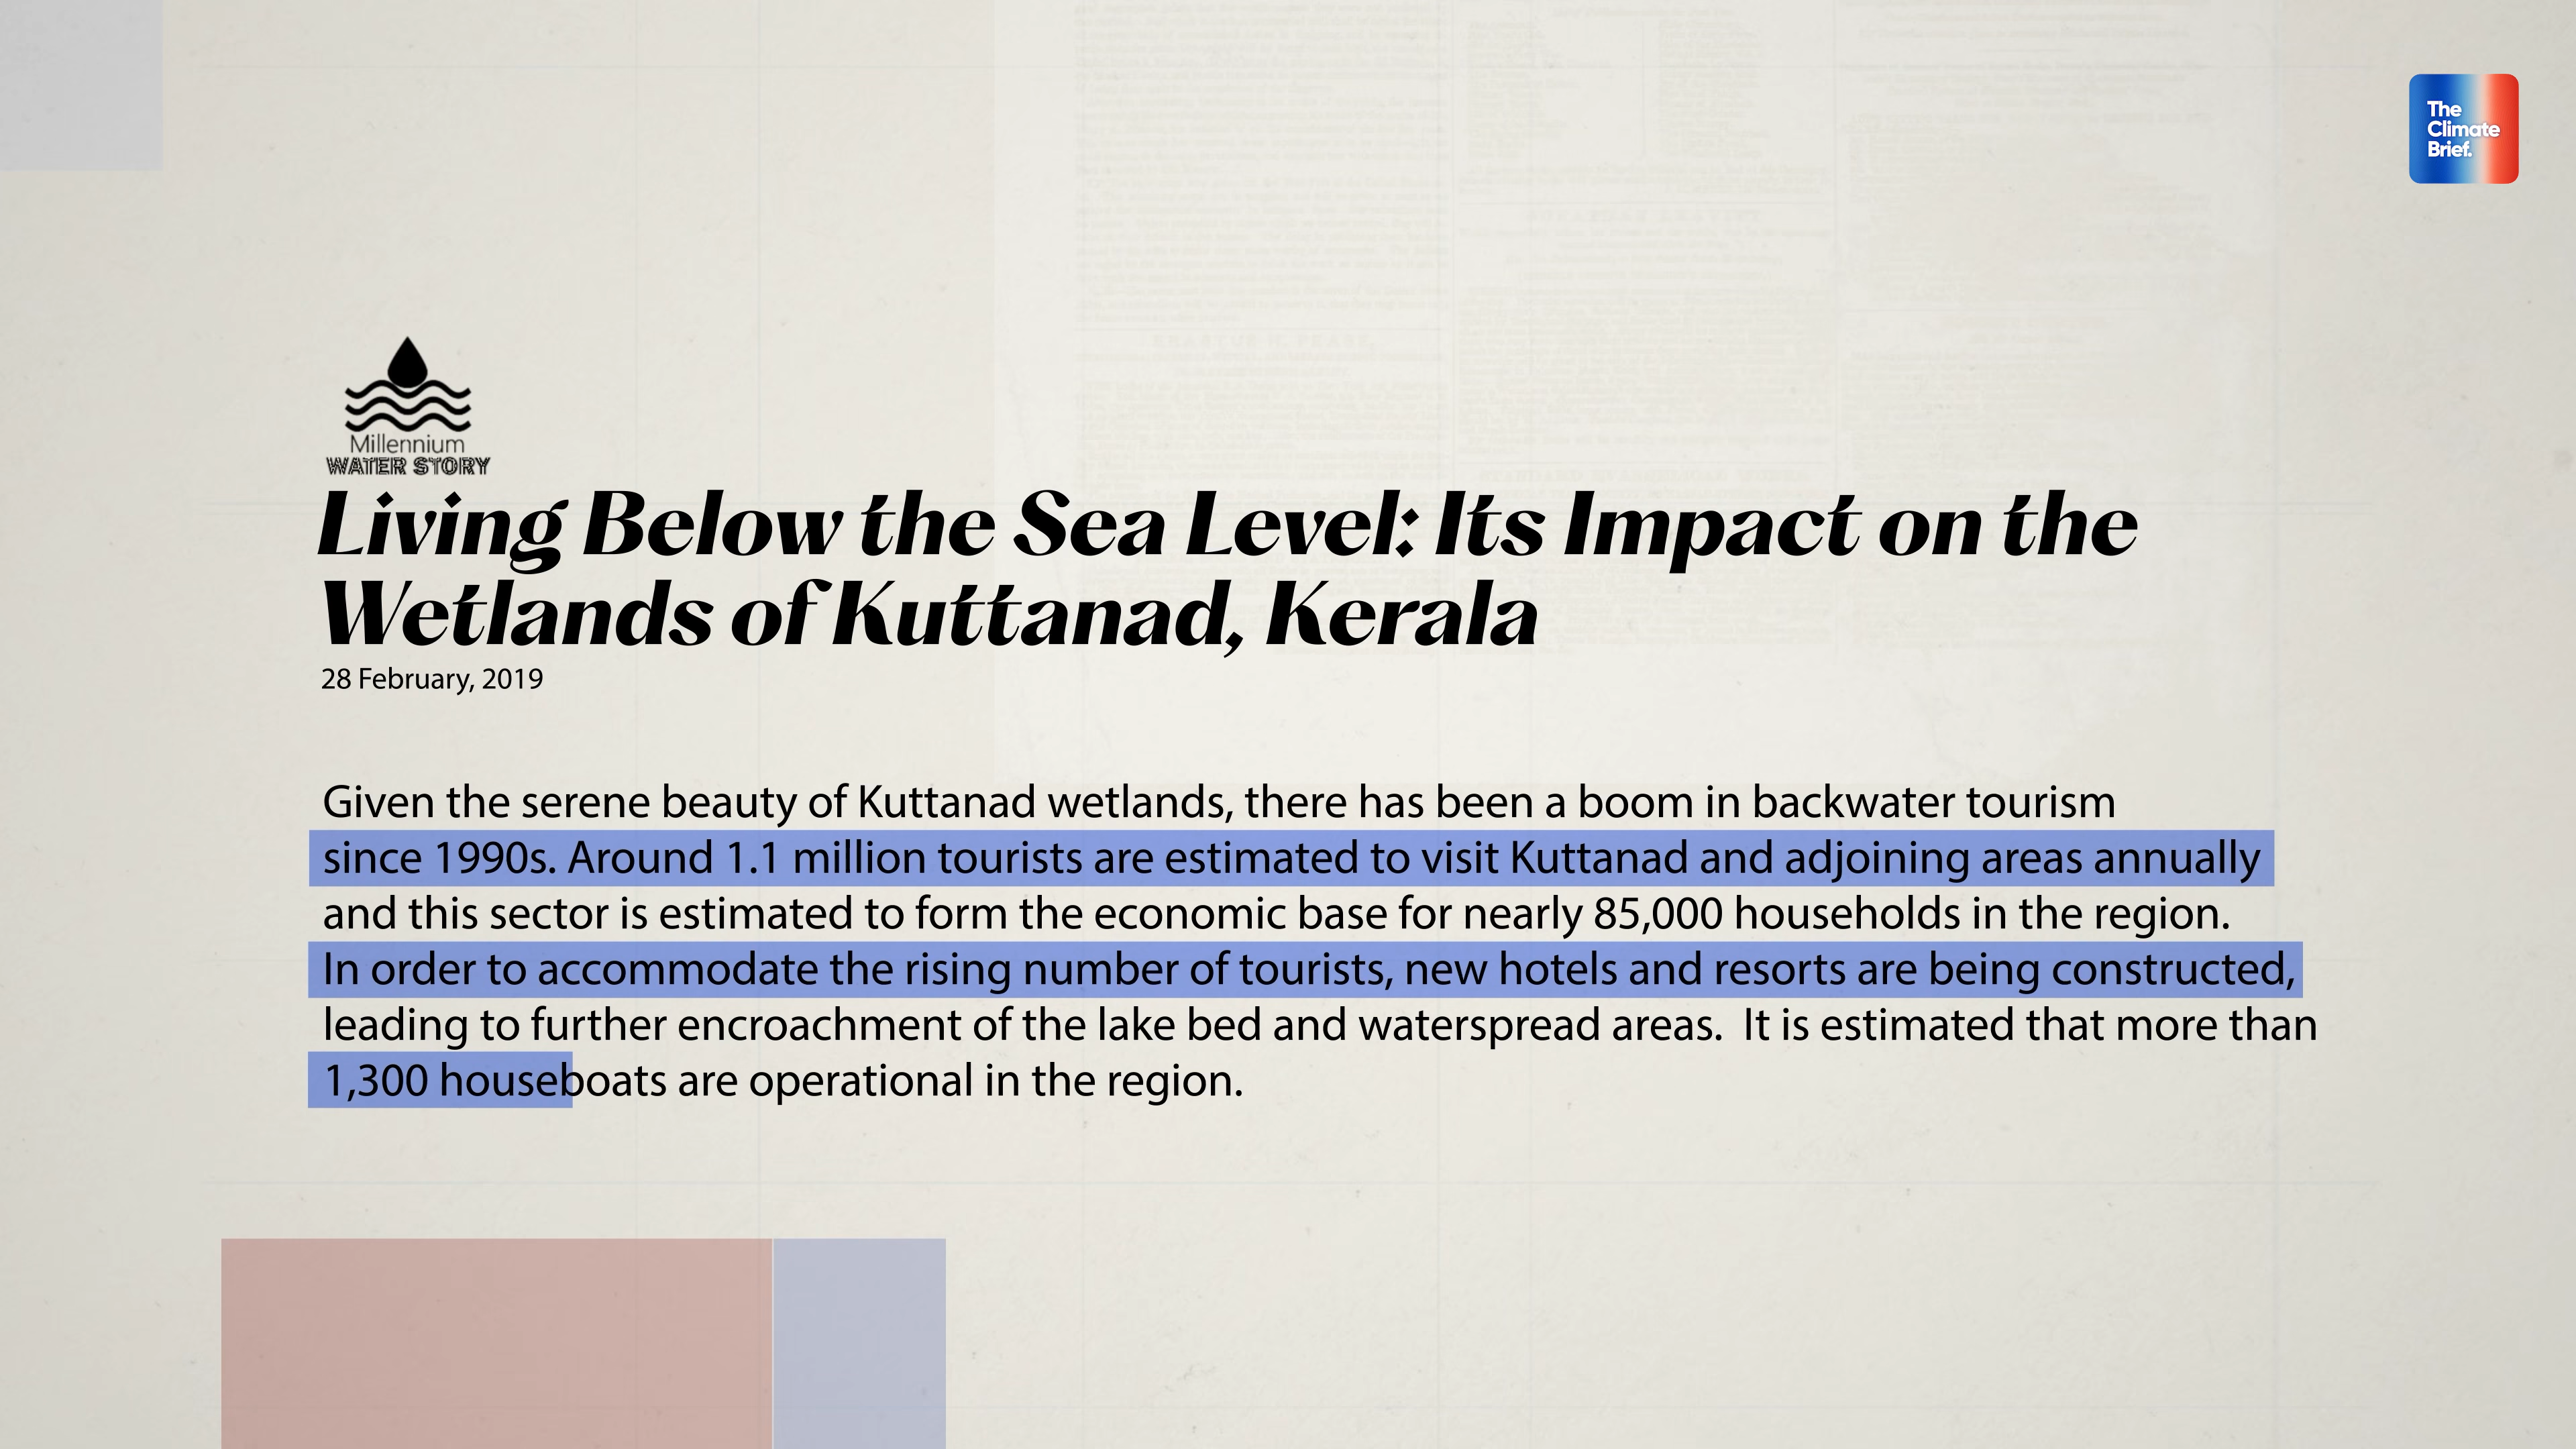 The
Climate
Brief.
Millennium
WATER STORY
Living Below the Sea Level: Its Impact on the
Wetlands of Kuttanad, Kerala
28 February, 2019
Given the serene beauty of Kuttanad wetlands, there has been a boom in backwater tourism
since 1990s. Around 1.1 million tourists are estimated to visit Kuttanad and adjoining areas annually
and this sector is estimated to form the economic base for nearly 85,000 households in the region.
In order to accommodate the rising number of tourists, new hotels and resorts are being constructed,
leading to further encroachment of the lake bed and waterspread areas.  It is estimated that more than
1,300 houseboats are operational in the region.